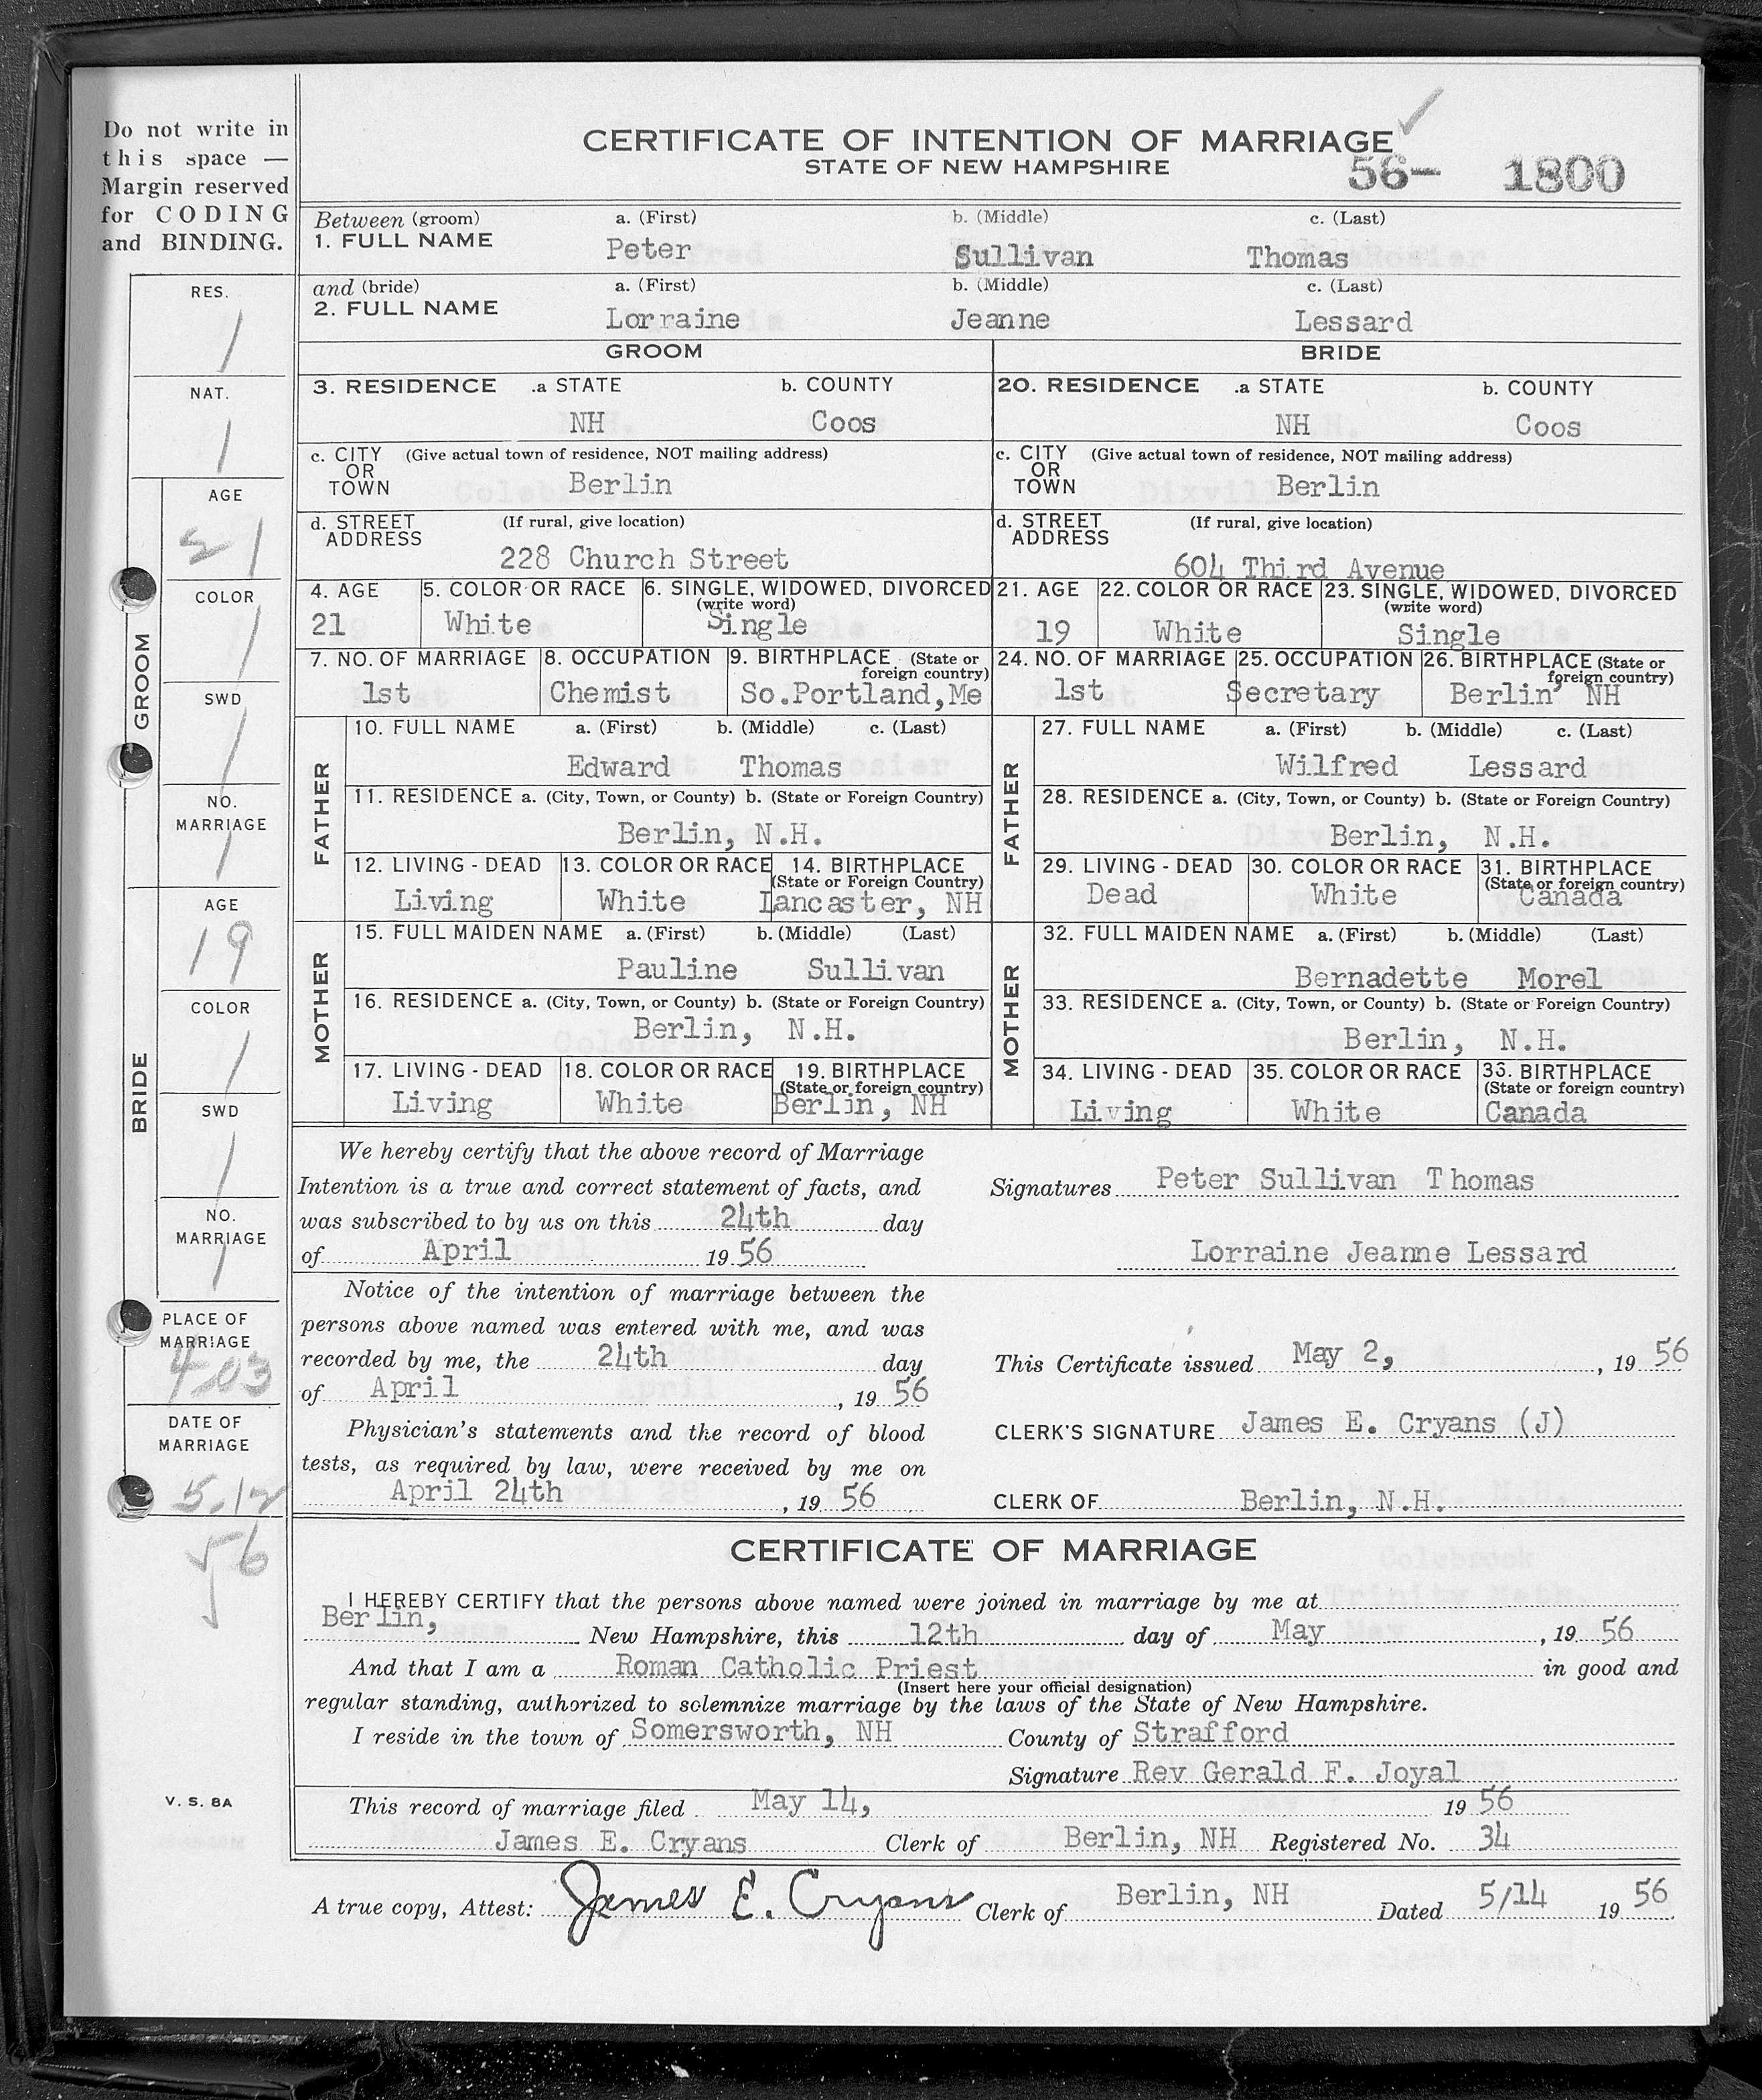 Do not write in
this space —
Margin reserved
for CODING
and BINDING.
CERTIFICATE OF INTENTION OF MARRIAGE
STATE OF NEW HAMPSHIRE
56- 1800
Between (groom) a. (First) b. (Middle) c. (Last)
1. FULL NAME Peter Sullivan Thomas
and (bride) a. (First) b. (Middle) c. (Last)
2. FULL NAME Lorraine Jeanne Lessard
GROOM BRIDE
3. RESIDENCE .a STATE b. COUNTY 20. RESIDENCE .a STATE b. COUNTY
NH Coos NH Coos
c. CITY OR TOWN (Give actual town of residence, NOT mailing address) c. CITY OR TOWN (Give actual town of residence, NOT mailing address)
Berlin Berlin
d. STREET ADDRESS (If rural, give location) d. STREET ADDRESS (If rural, give location)
228 Church Street 604 Third Avenue
4. AGE 5. COLOR OR RACE 6. SINGLE, WIDOWED, DIVORCED (write word) 21. AGE 22. COLOR OR RACE 23. SINGLE, WIDOWED, DIVORCED (write word)
21 White Single 19 White Single
7. NO. OF MARRIAGE 8. OCCUPATION 9. BIRTHPLACE (State or foreign country) 24. NO. OF MARRIAGE 25. OCCUPATION 26. BIRTHPLACE (State or foreign country)
1st Chemist So.Portland,Me 1st Secretary Berlin, NH
FATHER
10. FULL NAME a. (First) b. (Middle) c. (Last)
Edward Thomas
11. RESIDENCE a. (City, Town, or County) b. (State or Foreign Country)
Berlin, N.H.
12. LIVING - DEAD 13. COLOR OR RACE 14. BIRTHPLACE (State or Foreign Country)
Living White Lancaster, NH
FATHER
27. FULL NAME a. (First) b. (Middle) c. (Last)
Wilfred Lessard
28. RESIDENCE a. (City, Town, or County) b. (State or Foreign Country)
Berlin, N.H.
29. LIVING - DEAD 30. COLOR OR RACE 31. BIRTHPLACE (State or foreign country)
Dead White Canada
MOTHER
15. FULL MAIDEN NAME a. (First) b. (Middle) (Last)
Pauline Sullivan
16. RESIDENCE a. (City, Town, or County) b. (State or Foreign Country)
Berlin, N.H.
17. LIVING - DEAD 18. COLOR OR RACE 19. BIRTHPLACE (State or foreign country)
Living White Berlin, NH
MOTHER
32. FULL MAIDEN NAME a. (First) b. (Middle) (Last)
Bernadette Morel
33. RESIDENCE a. (City, Town, or County) b. (State or Foreign Country)
Berlin, N.H.
34. LIVING - DEAD 35. COLOR OR RACE 33. BIRTHPLACE (State or foreign country)
Living White Canada
We hereby certify that the above record of Marriage
Intention is a true and correct statement of facts, and
was subscribed to by us on this 24th day
of April 19 56
Signatures Peter Sullivan Thomas
Lorraine Jeanne Lessard
Notice of the intention of marriage between the
persons above named was entered with me, and was
recorded by me, the 24th day
of April , 19 56
This Certificate issued May 2, , 19 56
Physician's statements and the record of blood
tests, as required by law, were received by me on
April 24th , 19 56
CLERK'S SIGNATURE James E. Cryans (J)
CLERK OF Berlin, N.H.
CERTIFICATE OF MARRIAGE
I HEREBY CERTIFY that the persons above named were joined in marriage by me at
Berlin, New Hampshire, this 12th day of May , 19 56
And that I am a Roman Catholic Priest in good and
(Insert here your official designation)
regular standing, authorized to solemnize marriage by the laws of the State of New Hampshire.
I reside in the town of Somersworth, NH County of Strafford
Signature Rev Gerald F. Joyal
This record of marriage filed May 14, 19 56
James E. Cryans Clerk of Berlin, NH Registered No. 34
A true copy, Attest: James E. Cryans Clerk of Berlin, NH Dated 5/14 19 56
RES.
1
NAT.
1
GROOM
AGE
21
COLOR
1
SWD
1
NO. MARRIAGE
1
BRIDE
AGE
19
COLOR
1
SWD
1
NO. MARRIAGE
1
PLACE OF MARRIAGE
4-03
DATE OF MARRIAGE
5.12
56
V. S. 8A